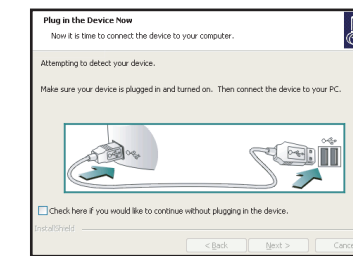 Plug in the Device Now
Now it is time to connect the device to your computer.
Attempting to detect your device.
Make sure your device is plugged in and turned on. Then connect the device to your PC.
Check here if you would like to continue without plugging in the device.
InstallShield
< Back Next > Cance